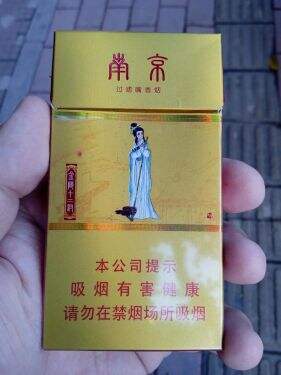 南京
过滤嘴香烟
金陵十二钗
本公司提示
吸烟有害健康
请勿在禁烟场所吸烟